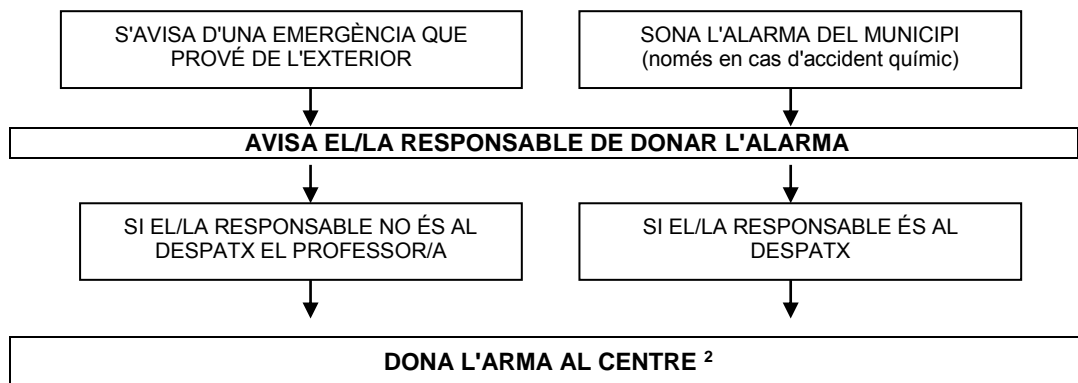 S'AVISA D'UNA EMERGÈNCIA QUE
PROVÉ DE L'EXTERIOR
SONA L'ALARMA DEL MUNICIPI
(només en cas d'accident químic)
AVISA EL/LA RESPONSABLE DE DONAR L'ALARMA
SI EL/LA RESPONSABLE NO ÉS AL
DESPATX EL PROFESSOR/A
SI EL/LA RESPONSABLE ÉS AL
DESPATX
DONA L'ARMA AL CENTRE ²